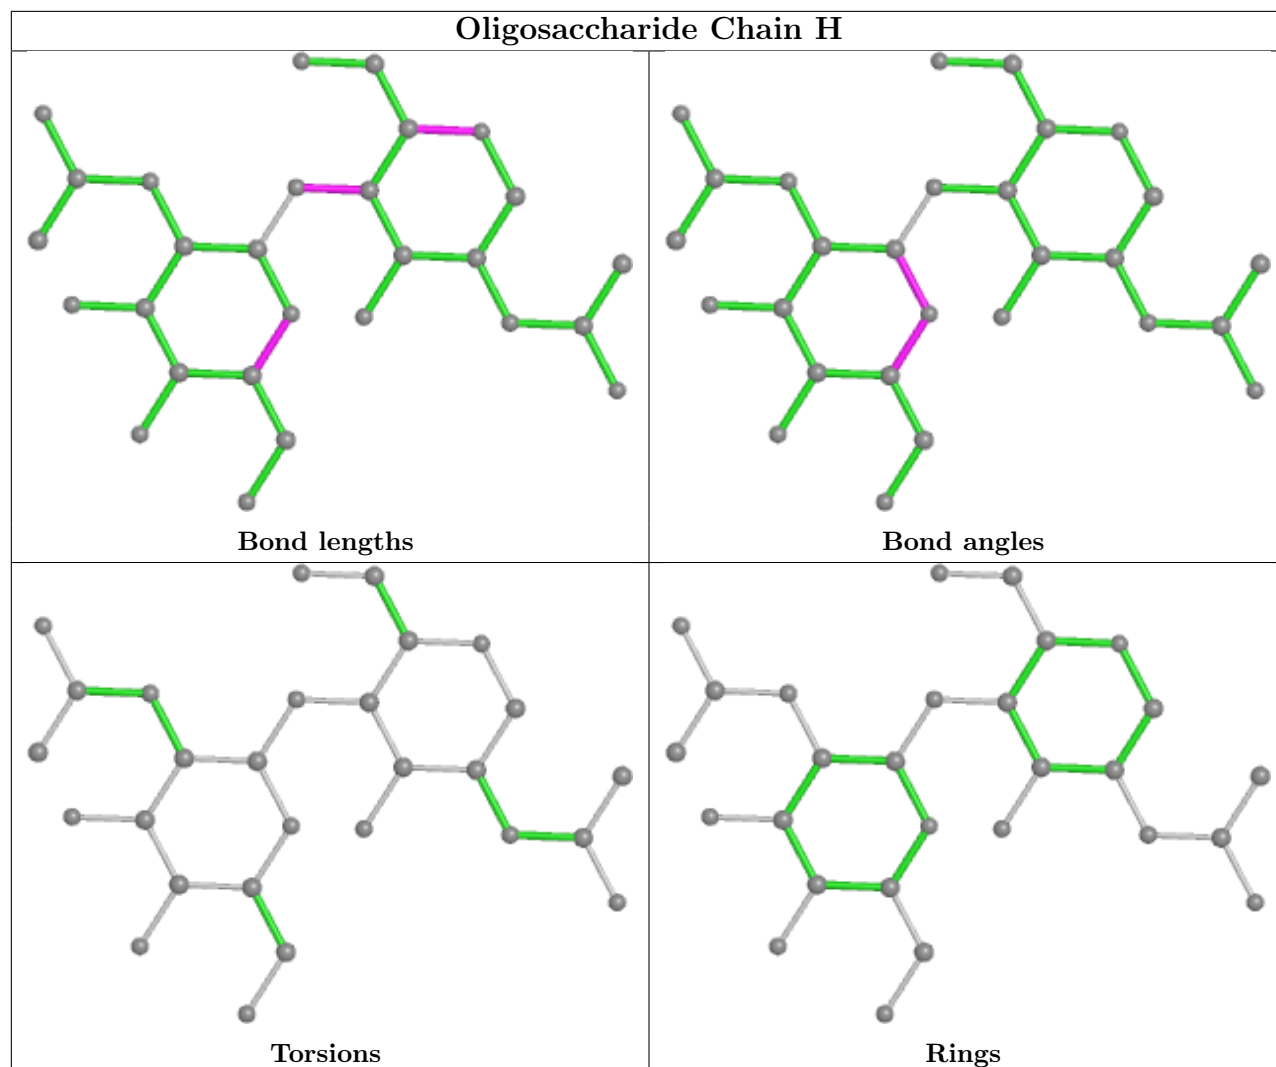 Oligosaccharide Chain H
Bond lengths
Bond angles
Torsions
Rings